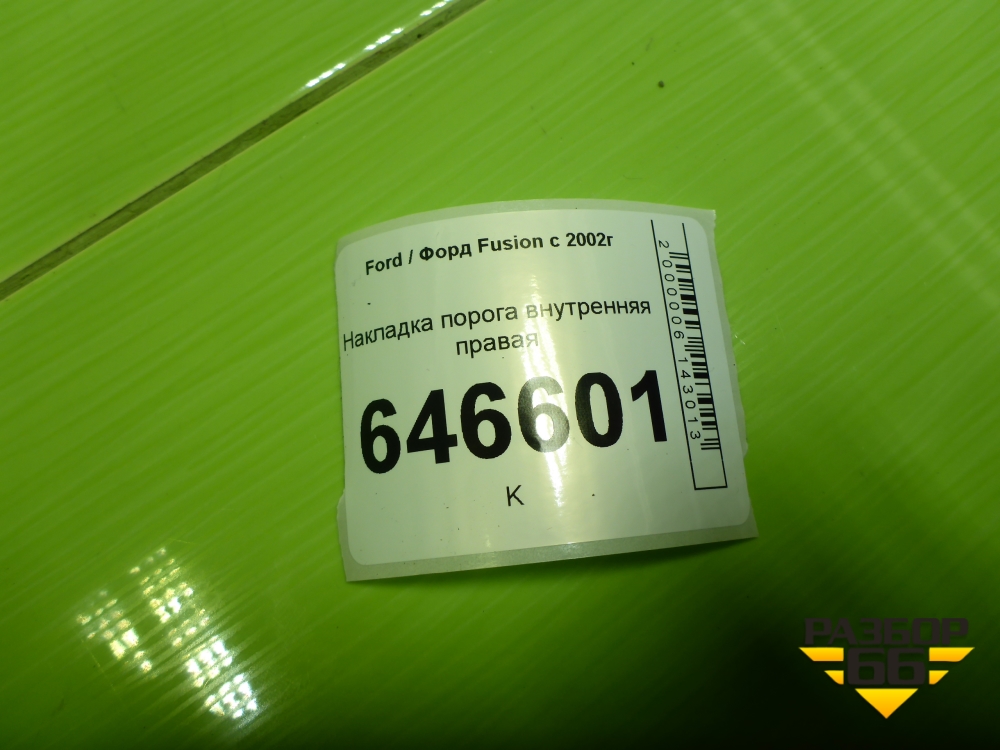 Ford / Форд Fusion с 2002г
Накладка порога внутренняя
правая
646601
К
2000006143013
РАЗБОР
66